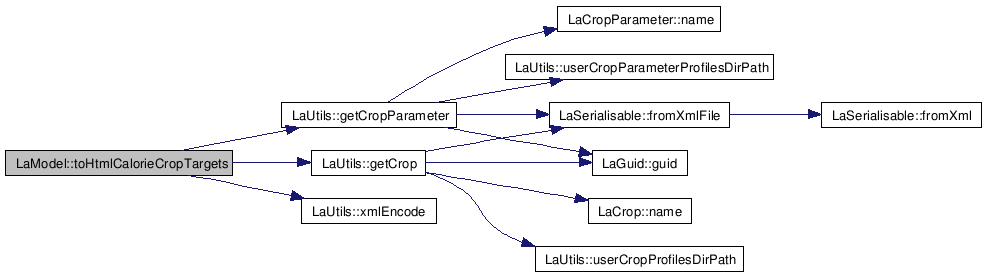 LaCropParameter::name
LaUtils::userCropParameterProfilesDirPath
LaUtils::getCropParameter
LaSerialisable::fromXmlFile
LaSerialisable::fromXml
LaModel::toHtmlCalorieCropTargets
LaUtils::getCrop
LaGuid::guid
LaUtils::xmlEncode
LaCrop::name
LaUtils::userCropProfilesDirPath